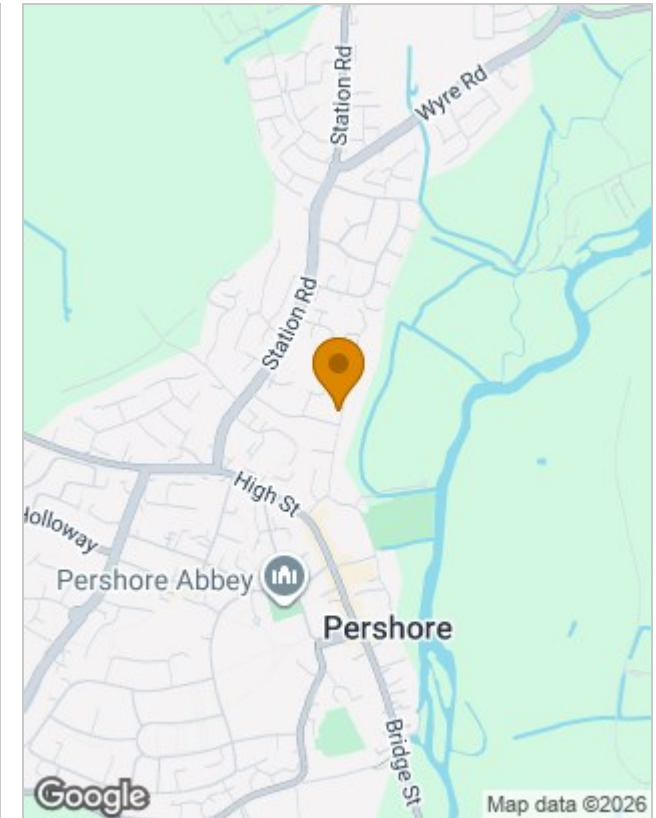 Station Rd
Wyre Rd
Station Rd
High St
Holloway
Pershore Abbey
Pershore
Bridge St
Google
Map data ©2026